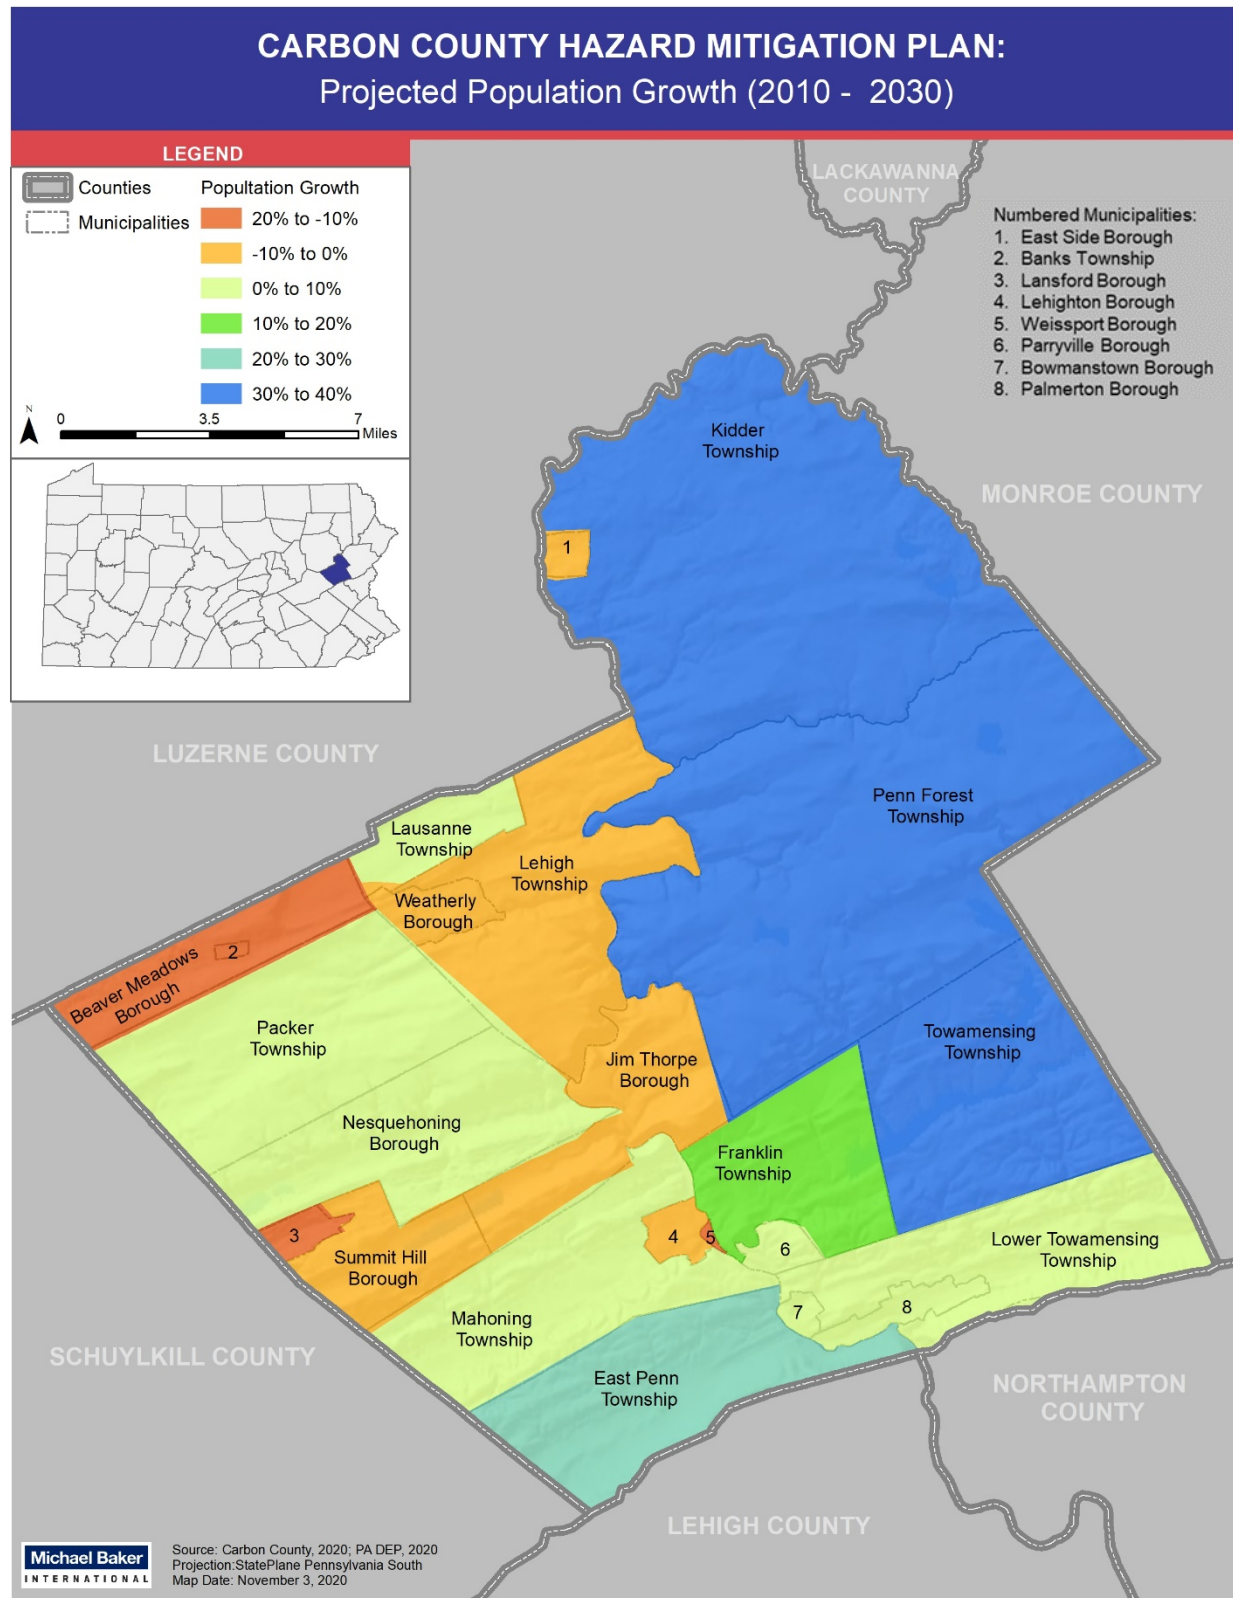 CARBON COUNTY HAZARD MITIGATION PLAN:
Projected Population Growth (2010 - 2030)
LEGEND
Counties
Municipalities
Popultation Growth
20% to -10%
-10% to 0%
0% to 10%
10% to 20%
20% to 30%
30% to 40%
N
0 3.5 7
Miles
LACKAWANNA
COUNTY
Numbered Municipalities:
1. East Side Borough
2. Banks Township
3. Lansford Borough
4. Lehighton Borough
5. Weissport Borough
6. Parryville Borough
7. Bowmanstown Borough
8. Palmerton Borough
Kidder
Township
MONROE COUNTY
1
LUZERNE COUNTY
Penn Forest
Township
Lausanne
Township
Lehigh
Township
Weatherly
Borough
2
Beaver Meadows
Borough
Packer
Township
Towamensing
Township
Jim Thorpe
Borough
Nesquehoning
Borough
Franklin
Township
3
4
5
6
Lower Towamensing
Township
Summit Hill
Borough
7
8
Mahoning
Township
SCHUYLKILL COUNTY
East Penn
Township
NORTHAMPTON
COUNTY
LEHIGH COUNTY
Michael Baker
INTERNATIONAL
Source: Carbon County, 2020; PA DEP, 2020
Projection:StatePlane Pennsylvania South
Map Date: November 3, 2020